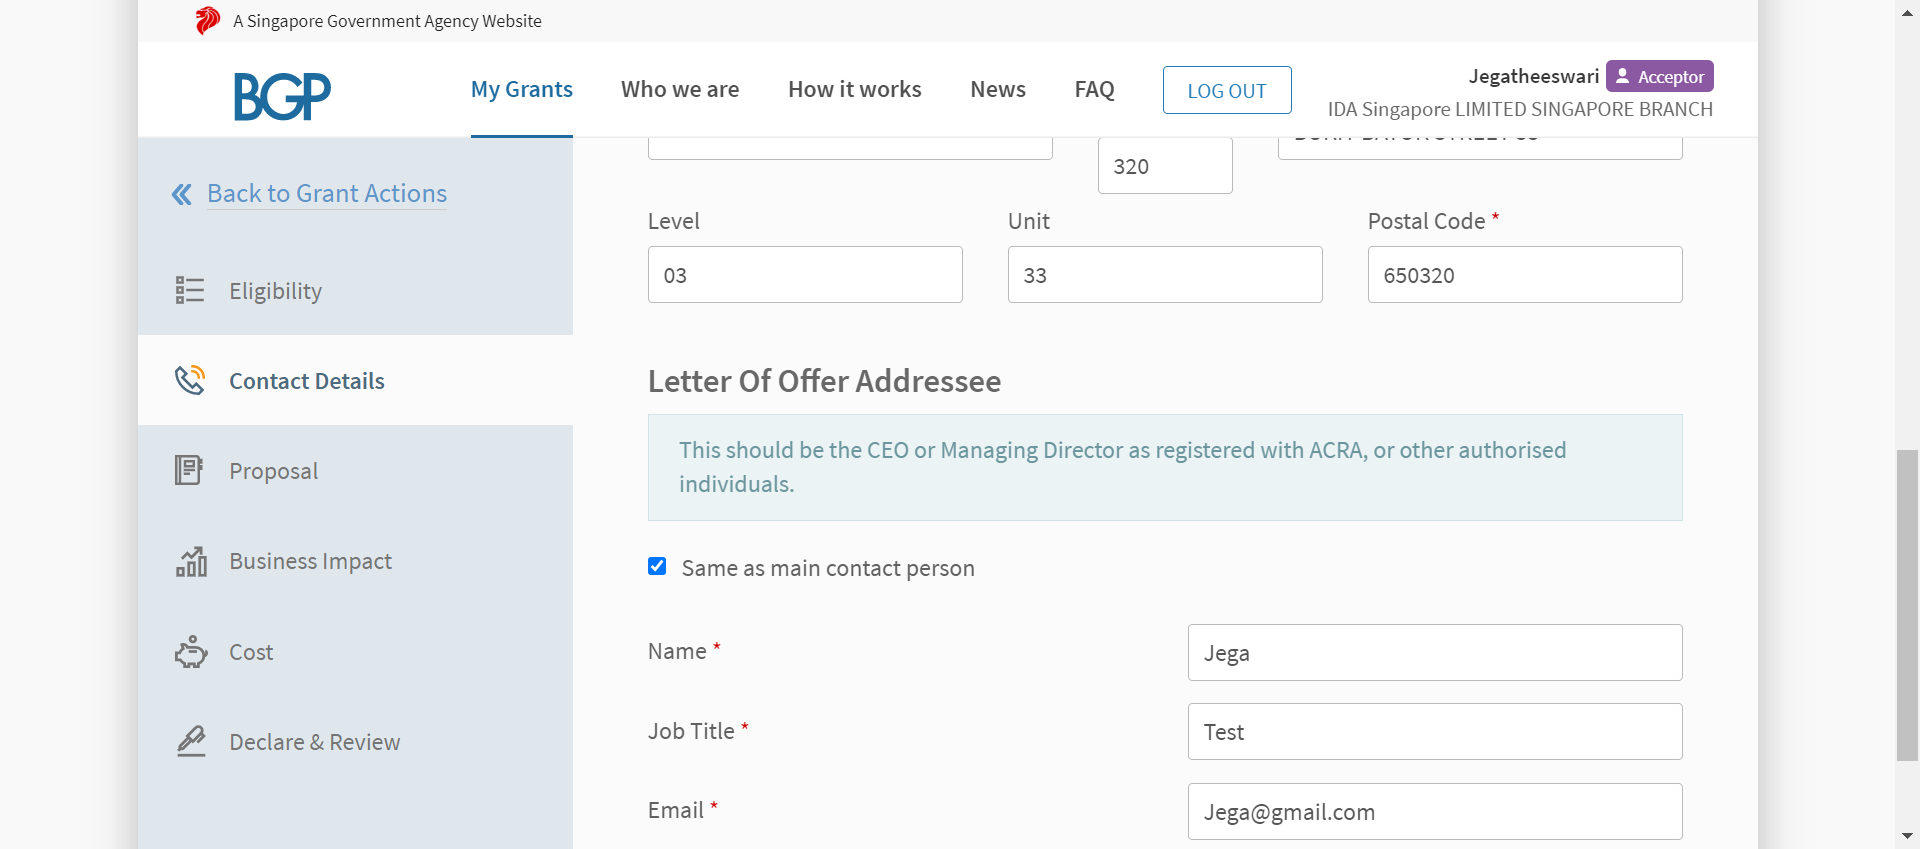 A Singapore Government Agency Website
BGP
My Grants
Who we are
How it works
News
FAQ
LOG OUT
Jegatheeswari
Acceptor
IDA Singapore LIMITED SINGAPORE BRANCH
Back to Grant Actions
Eligibility
Contact Details
Proposal
Business Impact
Cost
Declare & Review
320
Level
Unit
Postal Code *
03
33
650320
Letter Of Offer Addressee
This should be the CEO or Managing Director as registered with ACRA, or other authorised
individuals.
Same as main contact person
Name *
Jega
Job Title *
Test
Email *
Jega@gmail.com